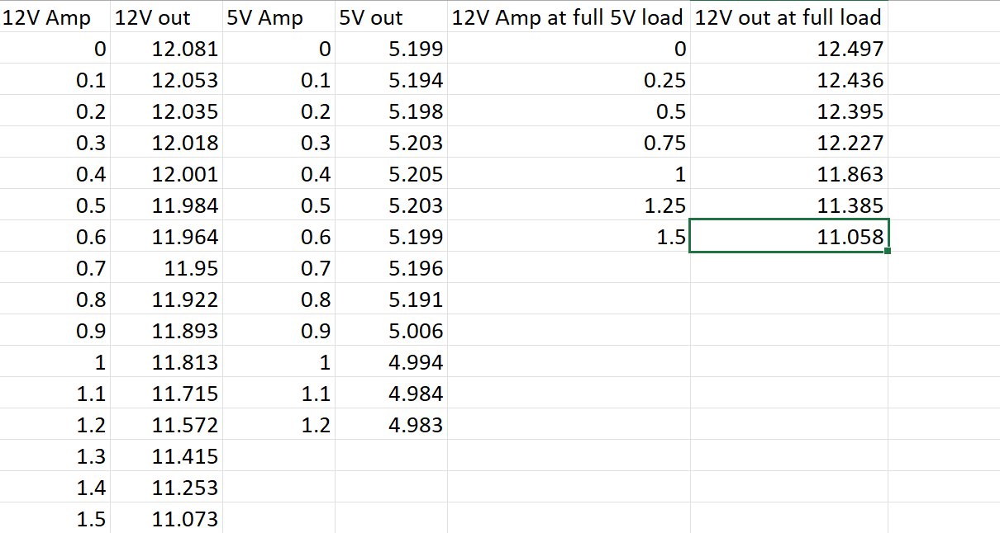 12V Amp 12V out 5V Amp 5V out 12V Amp at full 5V load 12V out at full load
0 12.081 0 5.199 0 12.497
0.1 12.053 0.1 5.194 0.25 12.436
0.2 12.035 0.2 5.198 0.5 12.395
0.3 12.018 0.3 5.203 0.75 12.227
0.4 12.001 0.4 5.205 1 11.863
0.5 11.984 0.5 5.203 1.25 11.385
0.6 11.964 0.6 5.199 1.5 11.058
0.7 11.95 0.7 5.196
0.8 11.922 0.8 5.191
0.9 11.893 0.9 5.006
1 11.813 1 4.994
1.1 11.715 1.1 4.984
1.2 11.572 1.2 4.983
1.3 11.415
1.4 11.253
1.5 11.073